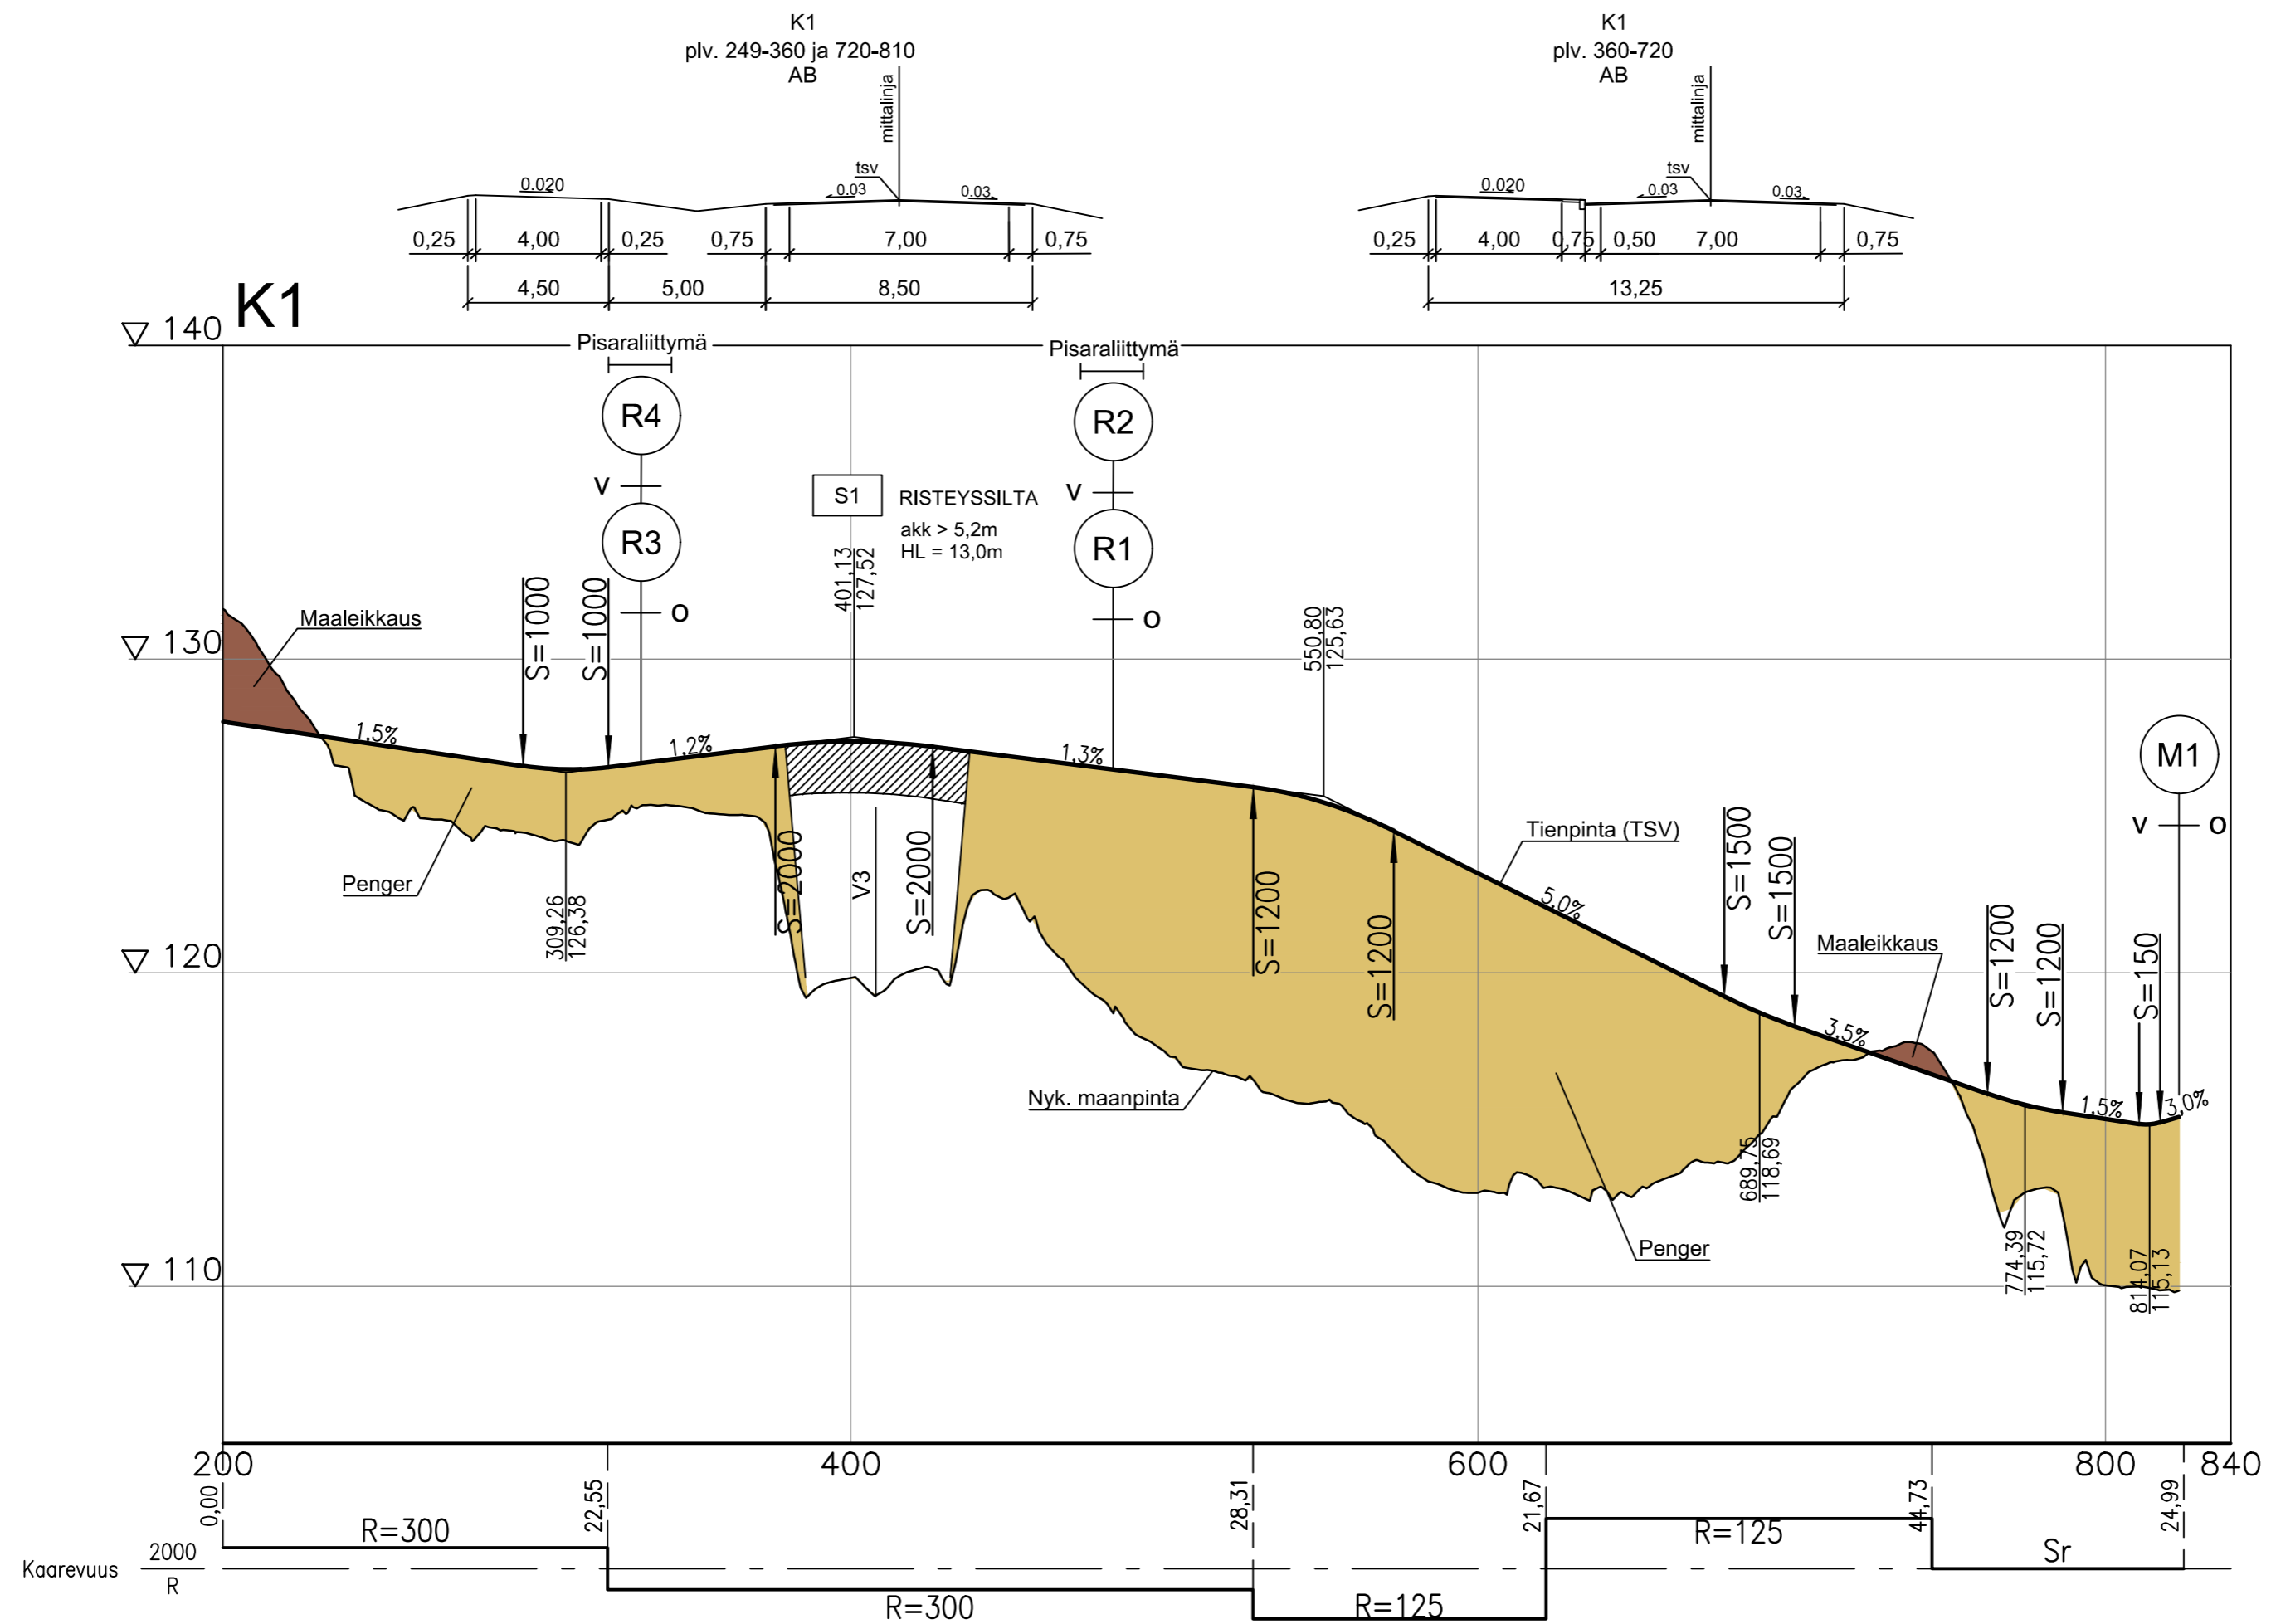 K1
plv. 249-360 ja 720-810
AB
mittalinja
tsv
0.020
0.03
0.03
0,25
4,00
0,25
0,75
7,00
0,75
4,50
5,00
8,50
K1
plv. 360-720
AB
mittalinja
tsv
0.020
0.03
0.03
0,25
4,00
0,75
0,50
7,00
0,75
13,25
K1
140
130
120
110
Pisaraliittymä
R4
v
R3
o
Pisaraliittymä
R2
v
R1
o
S1
RISTEYSSILTA
akk > 5,2m
HL = 13,0m
401,13
127,52
550,80
125,63
Maaleikkaus
S=1000
S=1000
1,5%
1,2%
1,3%
M1
v
o
Penger
309,26
126,38
S=2000
V3
S=2000
S=1200
S=1200
Tienpinta (TSV)
5,0%
S=1500
S=1500
Maaleikkaus
3,5%
S=1200
S=1200
S=150
1,5%
3,0%
Nyk. maanpinta
Penger
689,75
118,69
774,39
115,72
814,07
115,13
200
400
600
800
840
0,00
22,55
28,31
21,67
44,73
24,99
Kaarevuus
2000
R
R=300
R=300
R=125
R=125
Sr